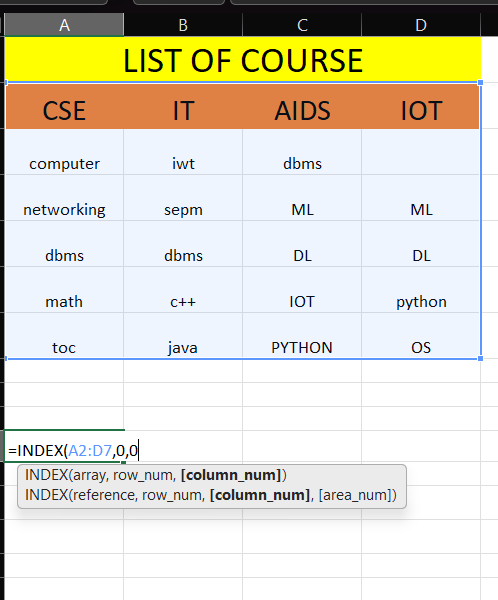 A B C D
LIST OF COURSE
CSE IT AIDS IOT
computer iwt dbms
networking sepm ML ML
dbms dbms DL DL
math c++ IOT python
toc java PYTHON OS
=INDEX(A2:D7,0,0
INDEX(array, row_num, [column_num])
INDEX(reference, row_num, [column_num], [area_num])